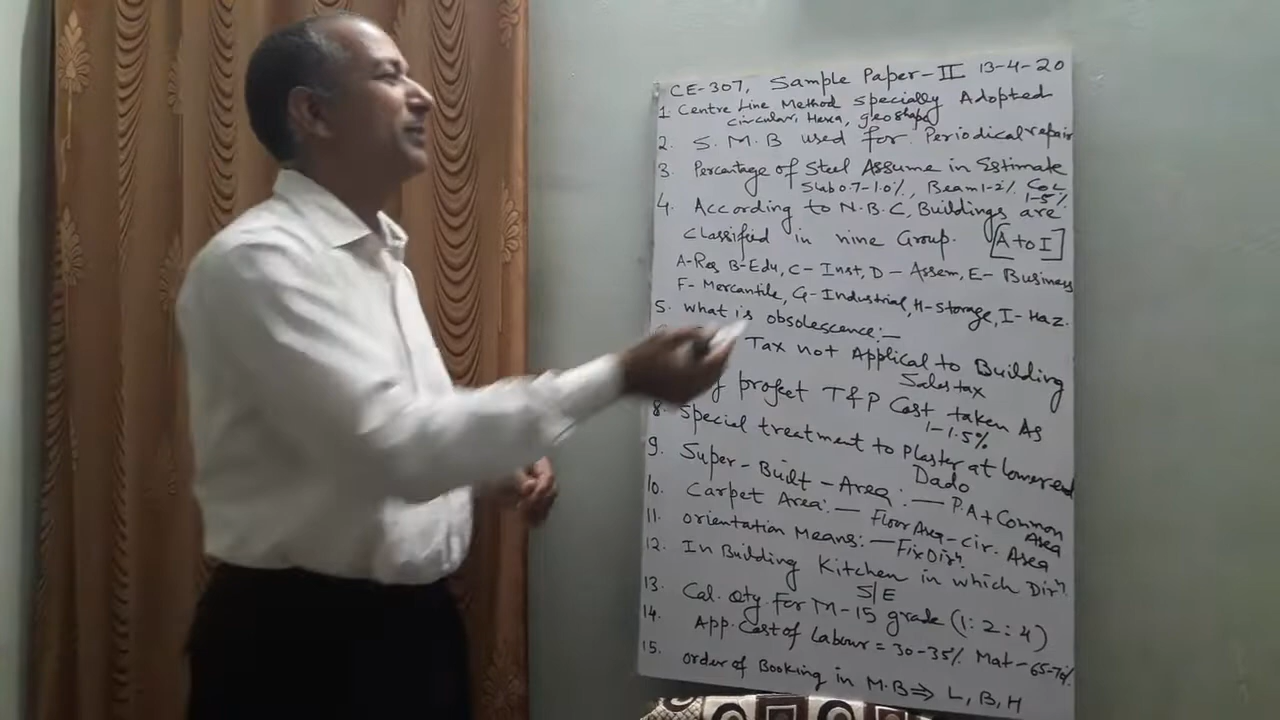 CE-307, Sample Paper-II 13-4-20
1 Centre Line Method specially Adopted
circular, Hexa, geoshape
2. S.M.B used for Periodical repair
3. Percentage of Steel Assume in Estimate
Slab 0.7-1.0%, Beam 1-2% Col
1-5%
4. According to N.B.C, Buildings are
classified in nine Group. [A to I]
A-Res B-Edu, C-Inst, D-Assem, E-Business
F-Mercantile, G-Industrial, H-Storage, I-Haz.
5. what is obsolescence:-
Tax not Applical to Building
Sales tax
project T&P Cost taken As
1-1.5%
8. Special treatment to Plaster at lowered
Dado
9. Super-Built-Area:- P.A+Common
Area
10. Carpet Area:- Floor Area-Cir. Area
11. orientation Means:- Fix Dirn.
12. In Building Kitchen in which Dirn.
S/E
13. Cal. Qty. for M-15 grade (1:2:4)
14. App. Cost of Labour = 30-35% Mat-65-70%
15. order of Booking in M.B ⇒ L, B, H